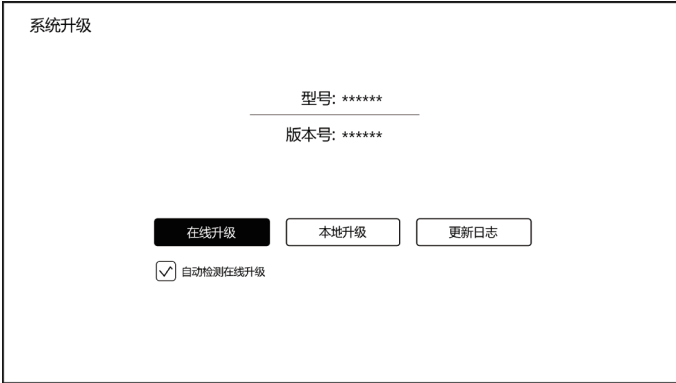 系统升级
型号: ******
版本号: ******
在线升级 本地升级 更新日志
自动检测在线升级